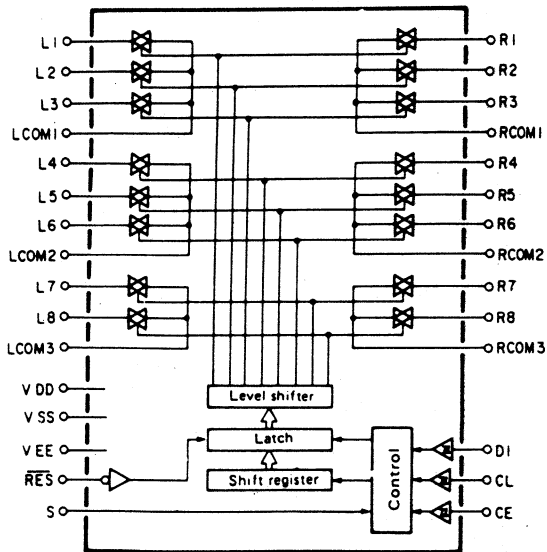 L1 R1
L2 R2
L3 R3
LCOM1 RCOM1
L4 R4
L5 R5
L6 R6
LCOM2 RCOM2
L7 R7
L8 R8
LCOM3 RCOM3
VDD
Level shifter
VSS
Latch
VEE
DI
RES
Shift register
Control
CL
S
CE